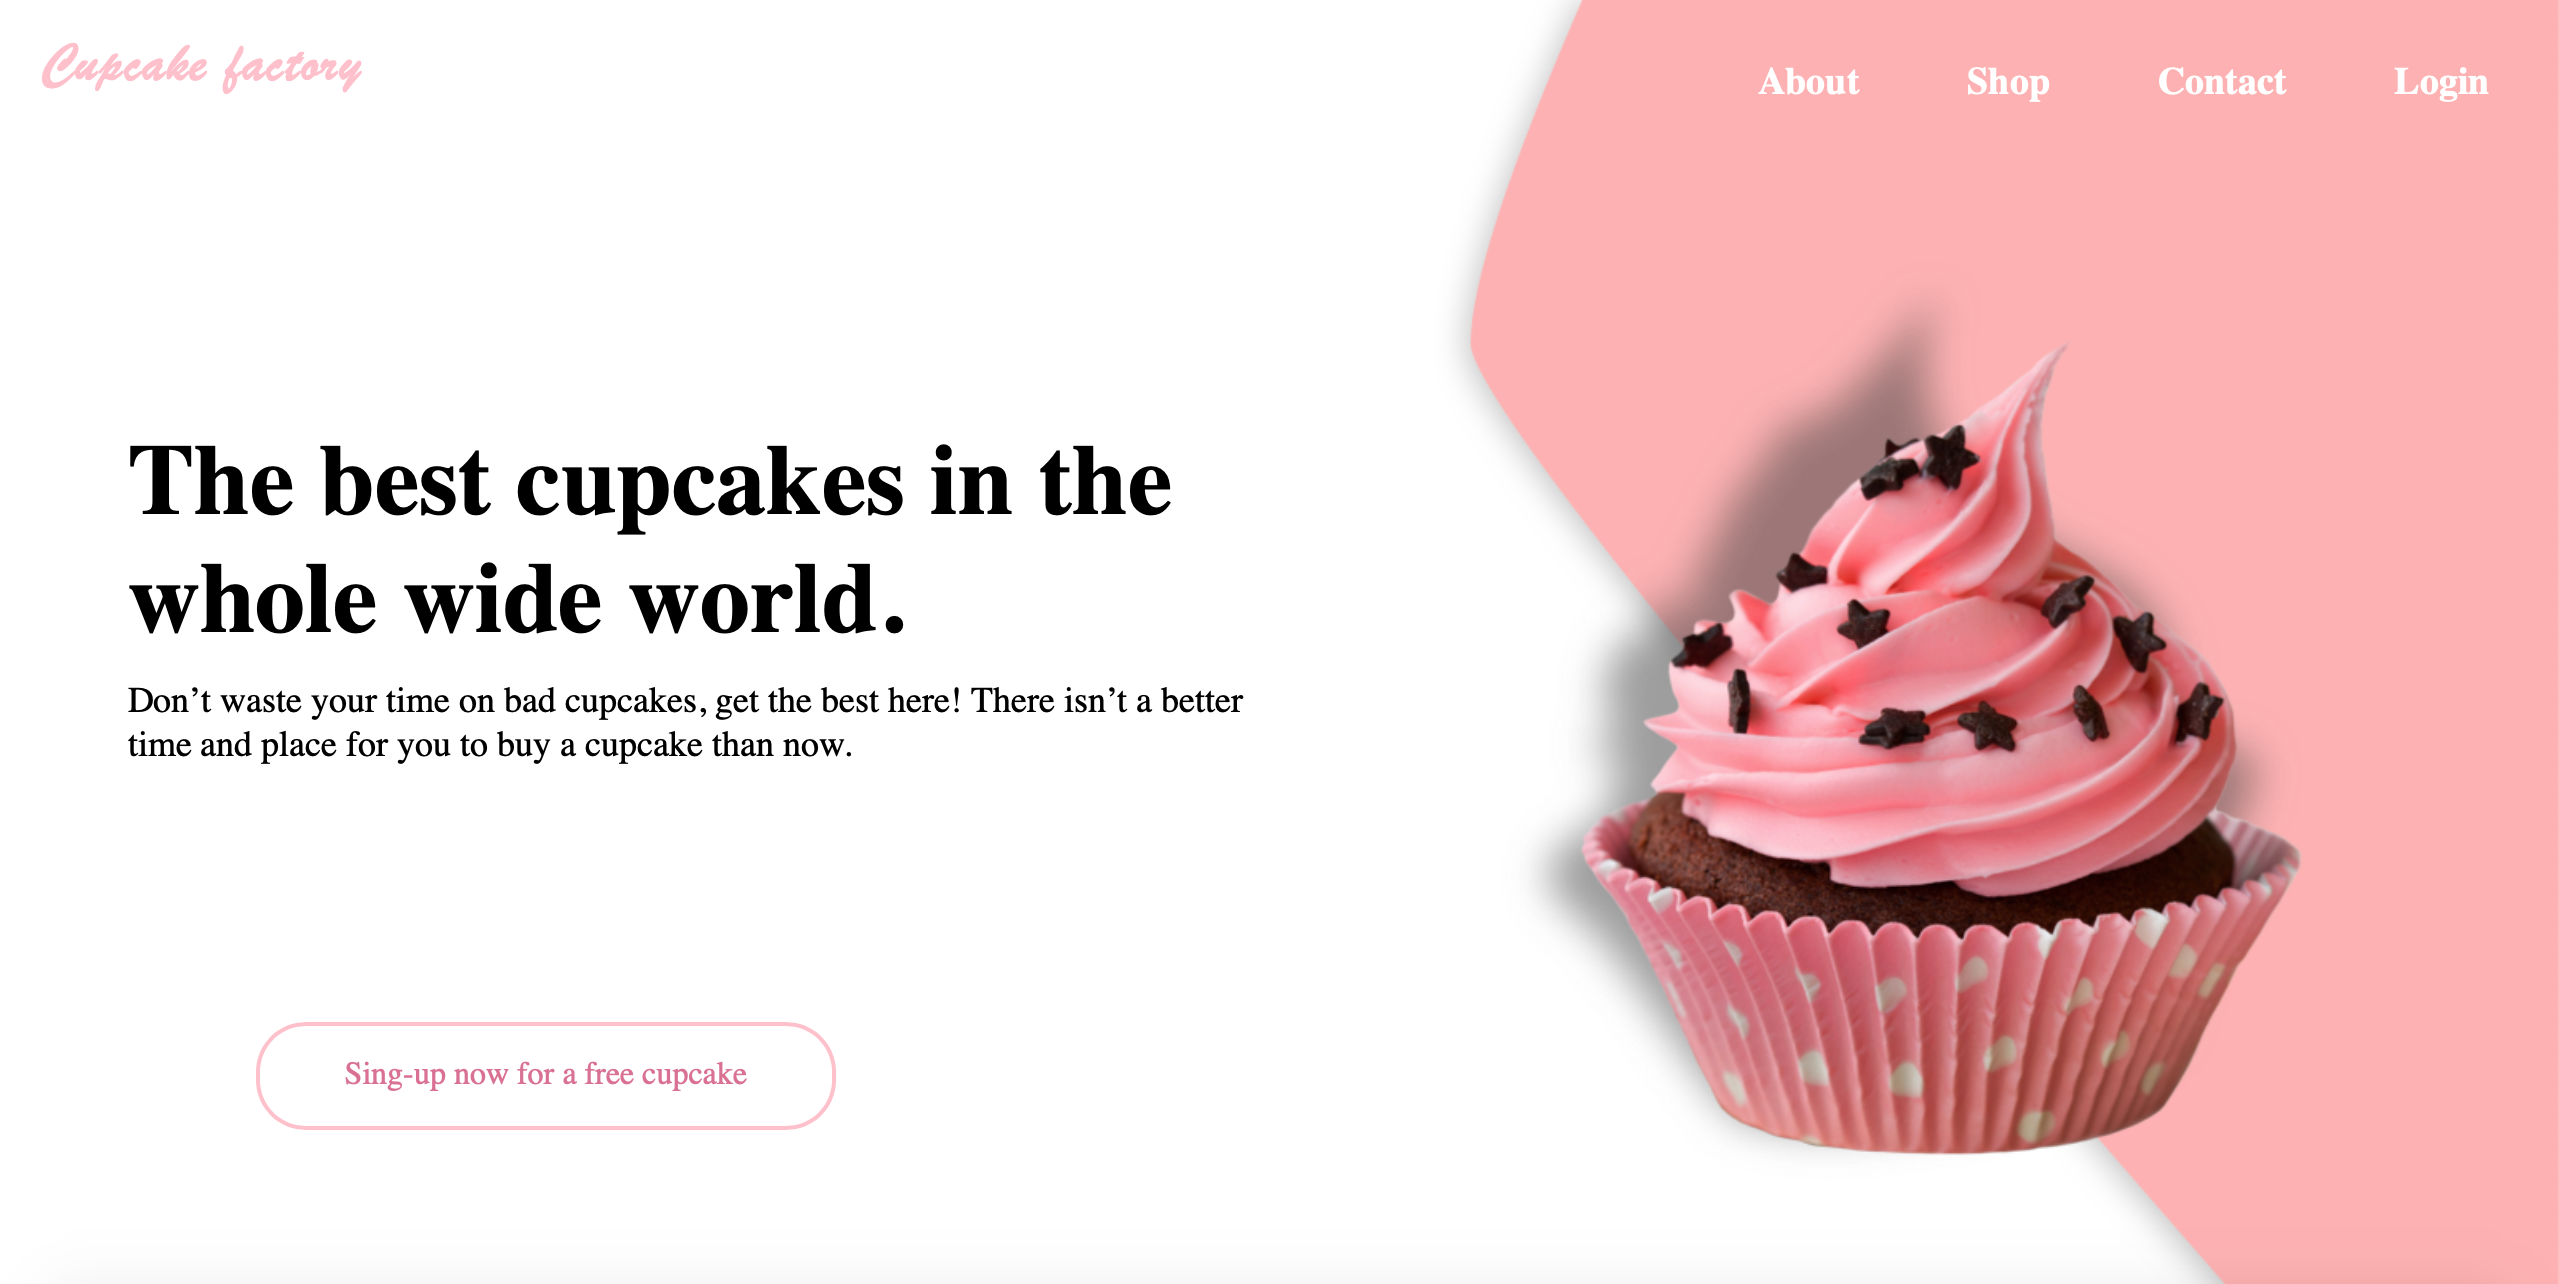 Cupcake factory
About Shop Contact Login
The best cupcakes in the
whole wide world.
Don’t waste your time on bad cupcakes, get the best here! There isn’t a better
time and place for you to buy a cupcake than now.
Sing-up now for a free cupcake